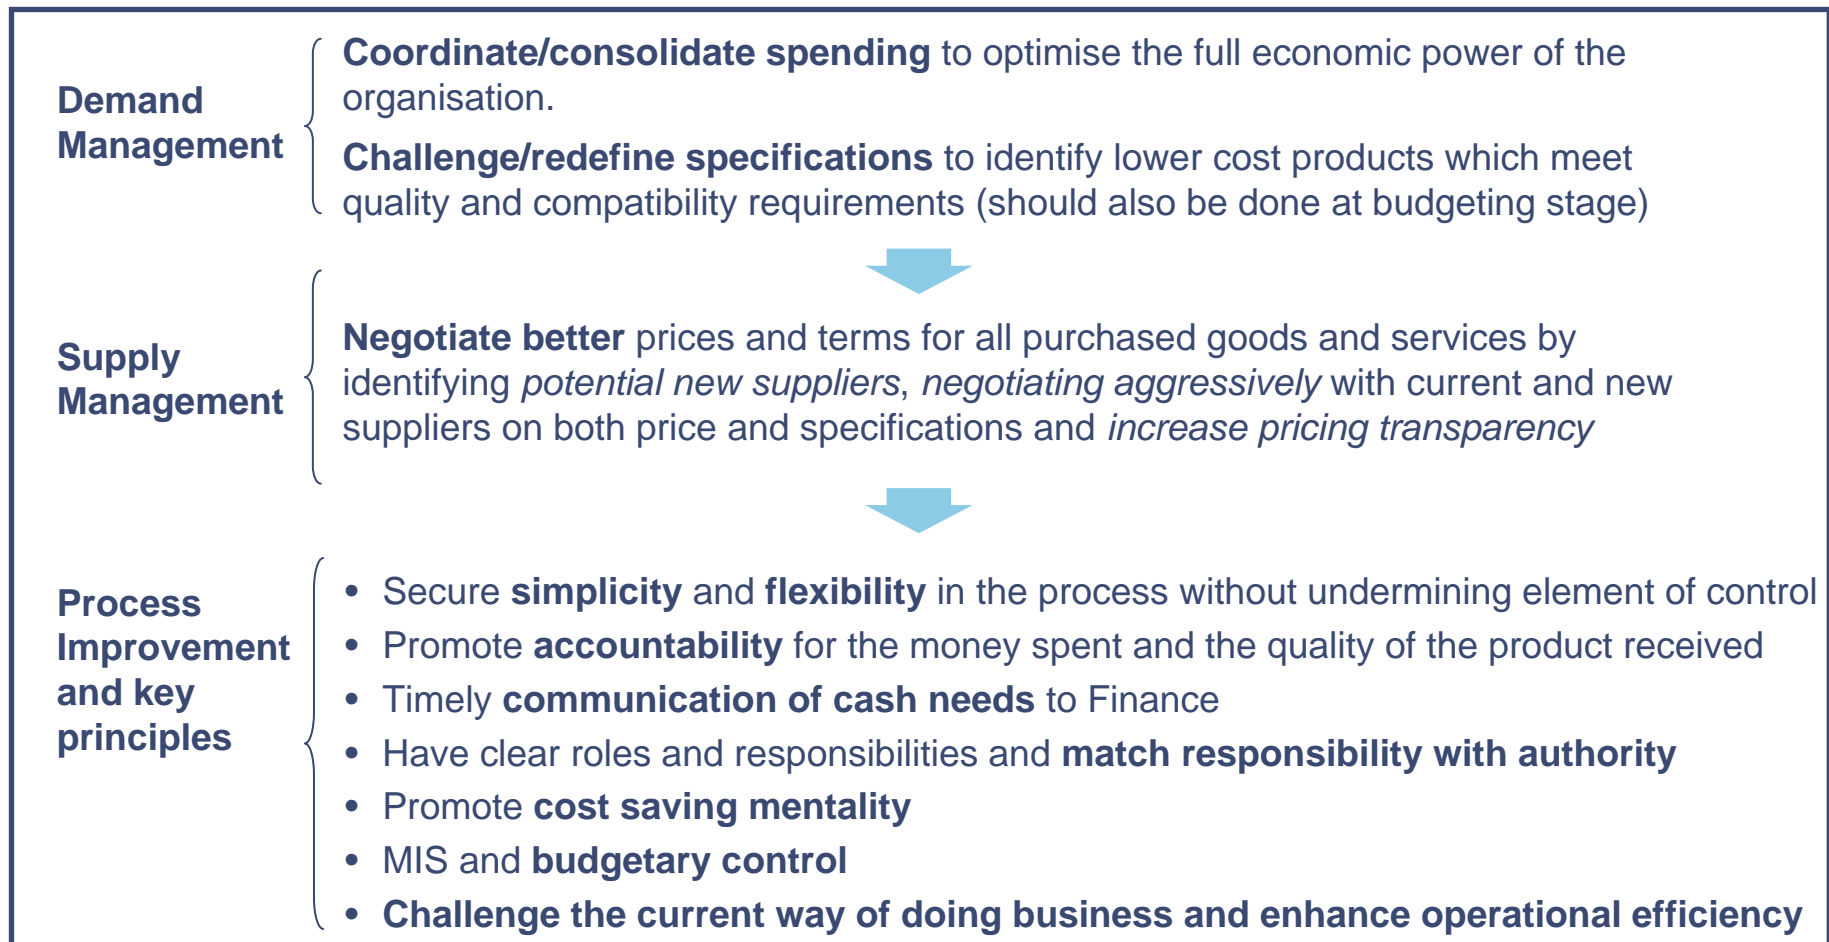 Demand
Management
Coordinate/consolidate spending to optimise the full economic power of the
organisation.
Challenge/redefine specifications to identify lower cost products which meet
quality and compatibility requirements (should also be done at budgeting stage)
Supply
Management
Negotiate better prices and terms for all purchased goods and services by
identifying potential new suppliers, negotiating aggressively with current and new
suppliers on both price and specifications and increase pricing transparency
Process
Improvement
and key
principles
• Secure simplicity and flexibility in the process without undermining element of control
• Promote accountability for the money spent and the quality of the product received
• Timely communication of cash needs to Finance
• Have clear roles and responsibilities and match responsibility with authority
• Promote cost saving mentality
• MIS and budgetary control
• Challenge the current way of doing business and enhance operational efficiency